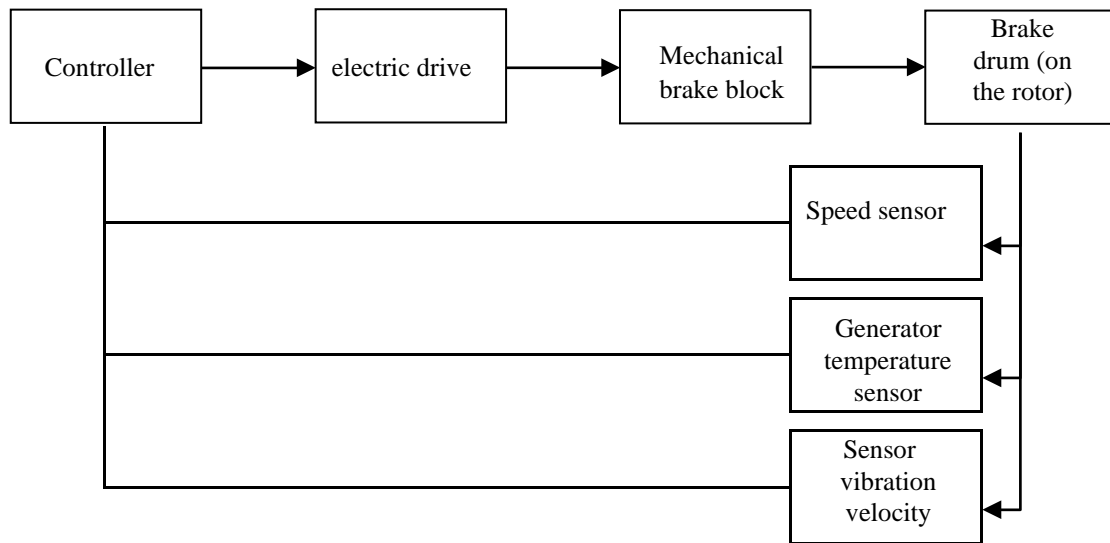 Controller
electric drive
Mechanical
brake block
Brake
drum (on
the rotor)
Speed sensor
Generator
temperature
sensor
Sensor
vibration
velocity